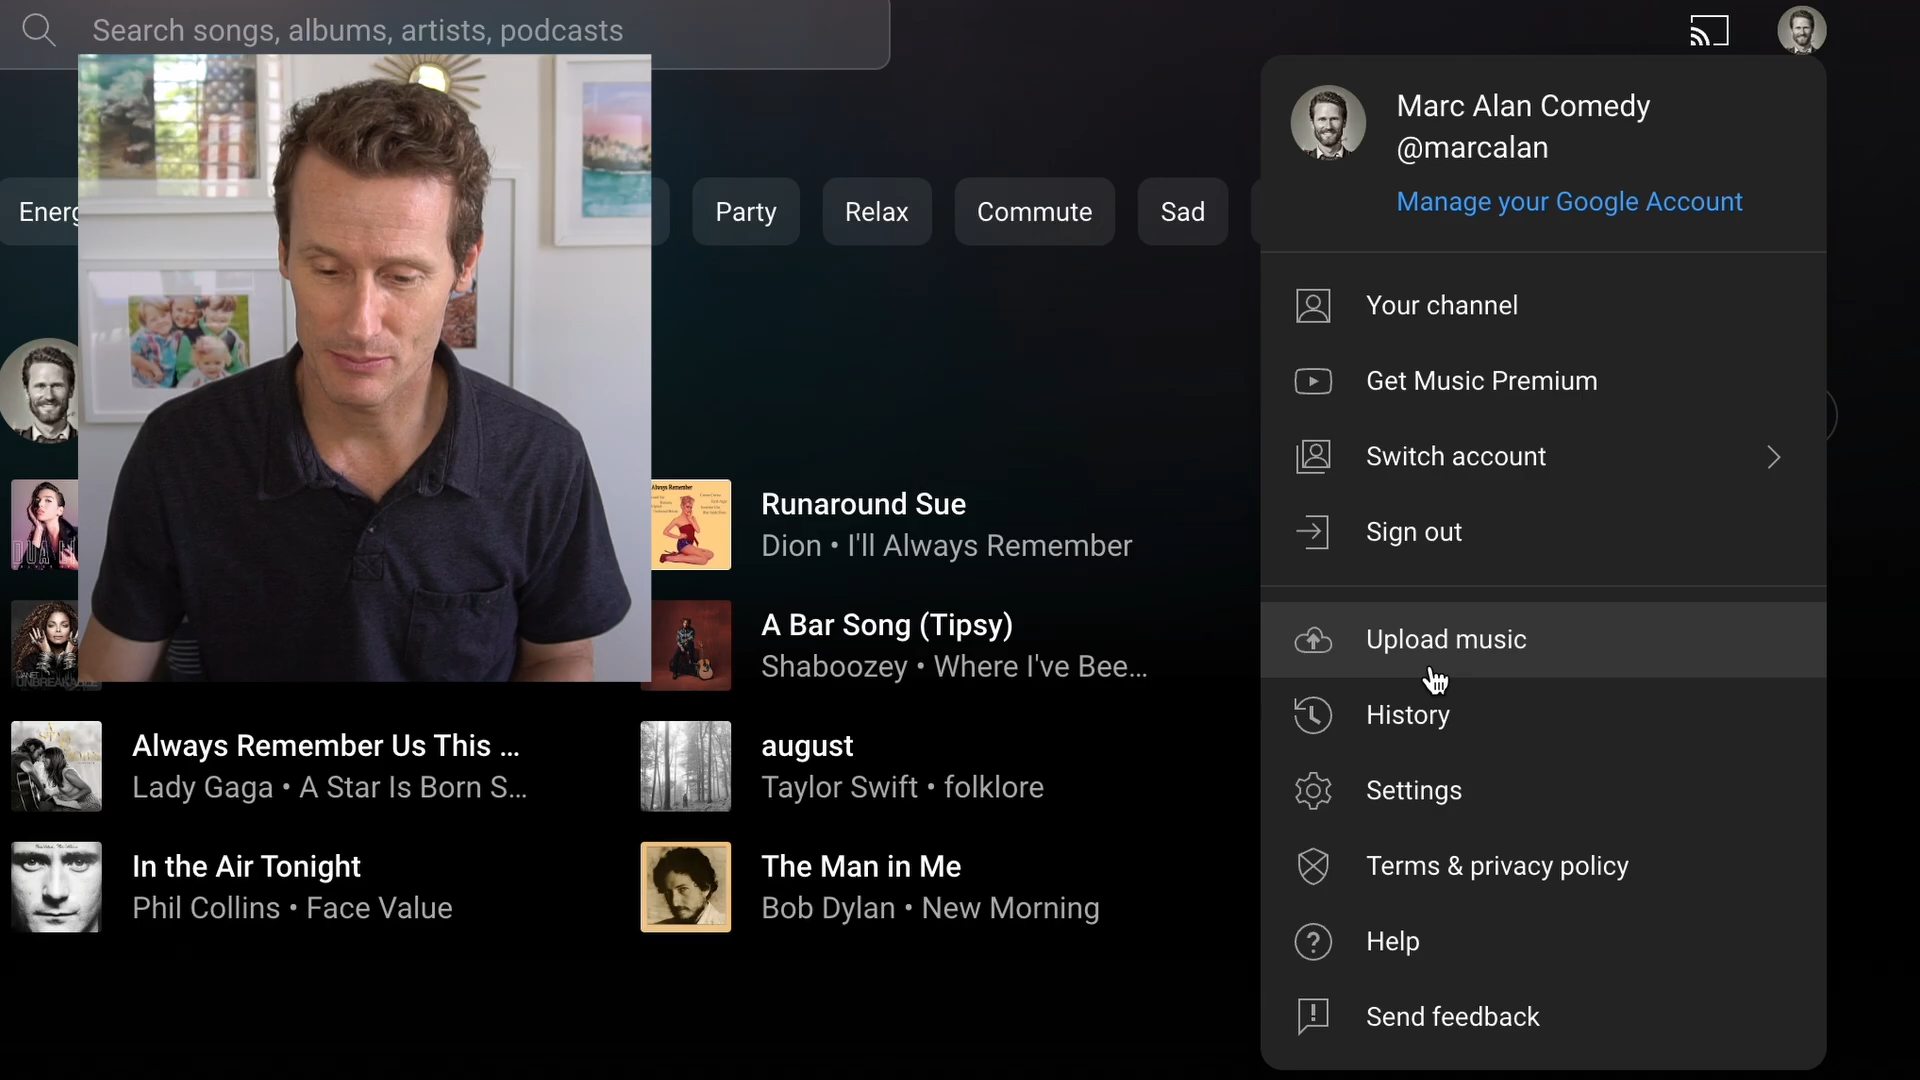 Search songs, albums, artists, podcasts
Marc Alan Comedy
@marcalan
Manage your Google Account
Energ
Party
Relax
Commute
Sad
Your channel
Get Music Premium
Switch account
Sign out
Runaround Sue
Dion • I'll Always Remember
A Bar Song (Tipsy)
Shaboozey • Where I've Bee...
Always Remember Us This ...
Lady Gaga • A Star Is Born S...
august
Taylor Swift • folklore
In the Air Tonight
Phil Collins • Face Value
The Man in Me
Bob Dylan • New Morning
Upload music
History
Settings
Terms & privacy policy
Help
Send feedback
Always Remember
UNBREAKABLE